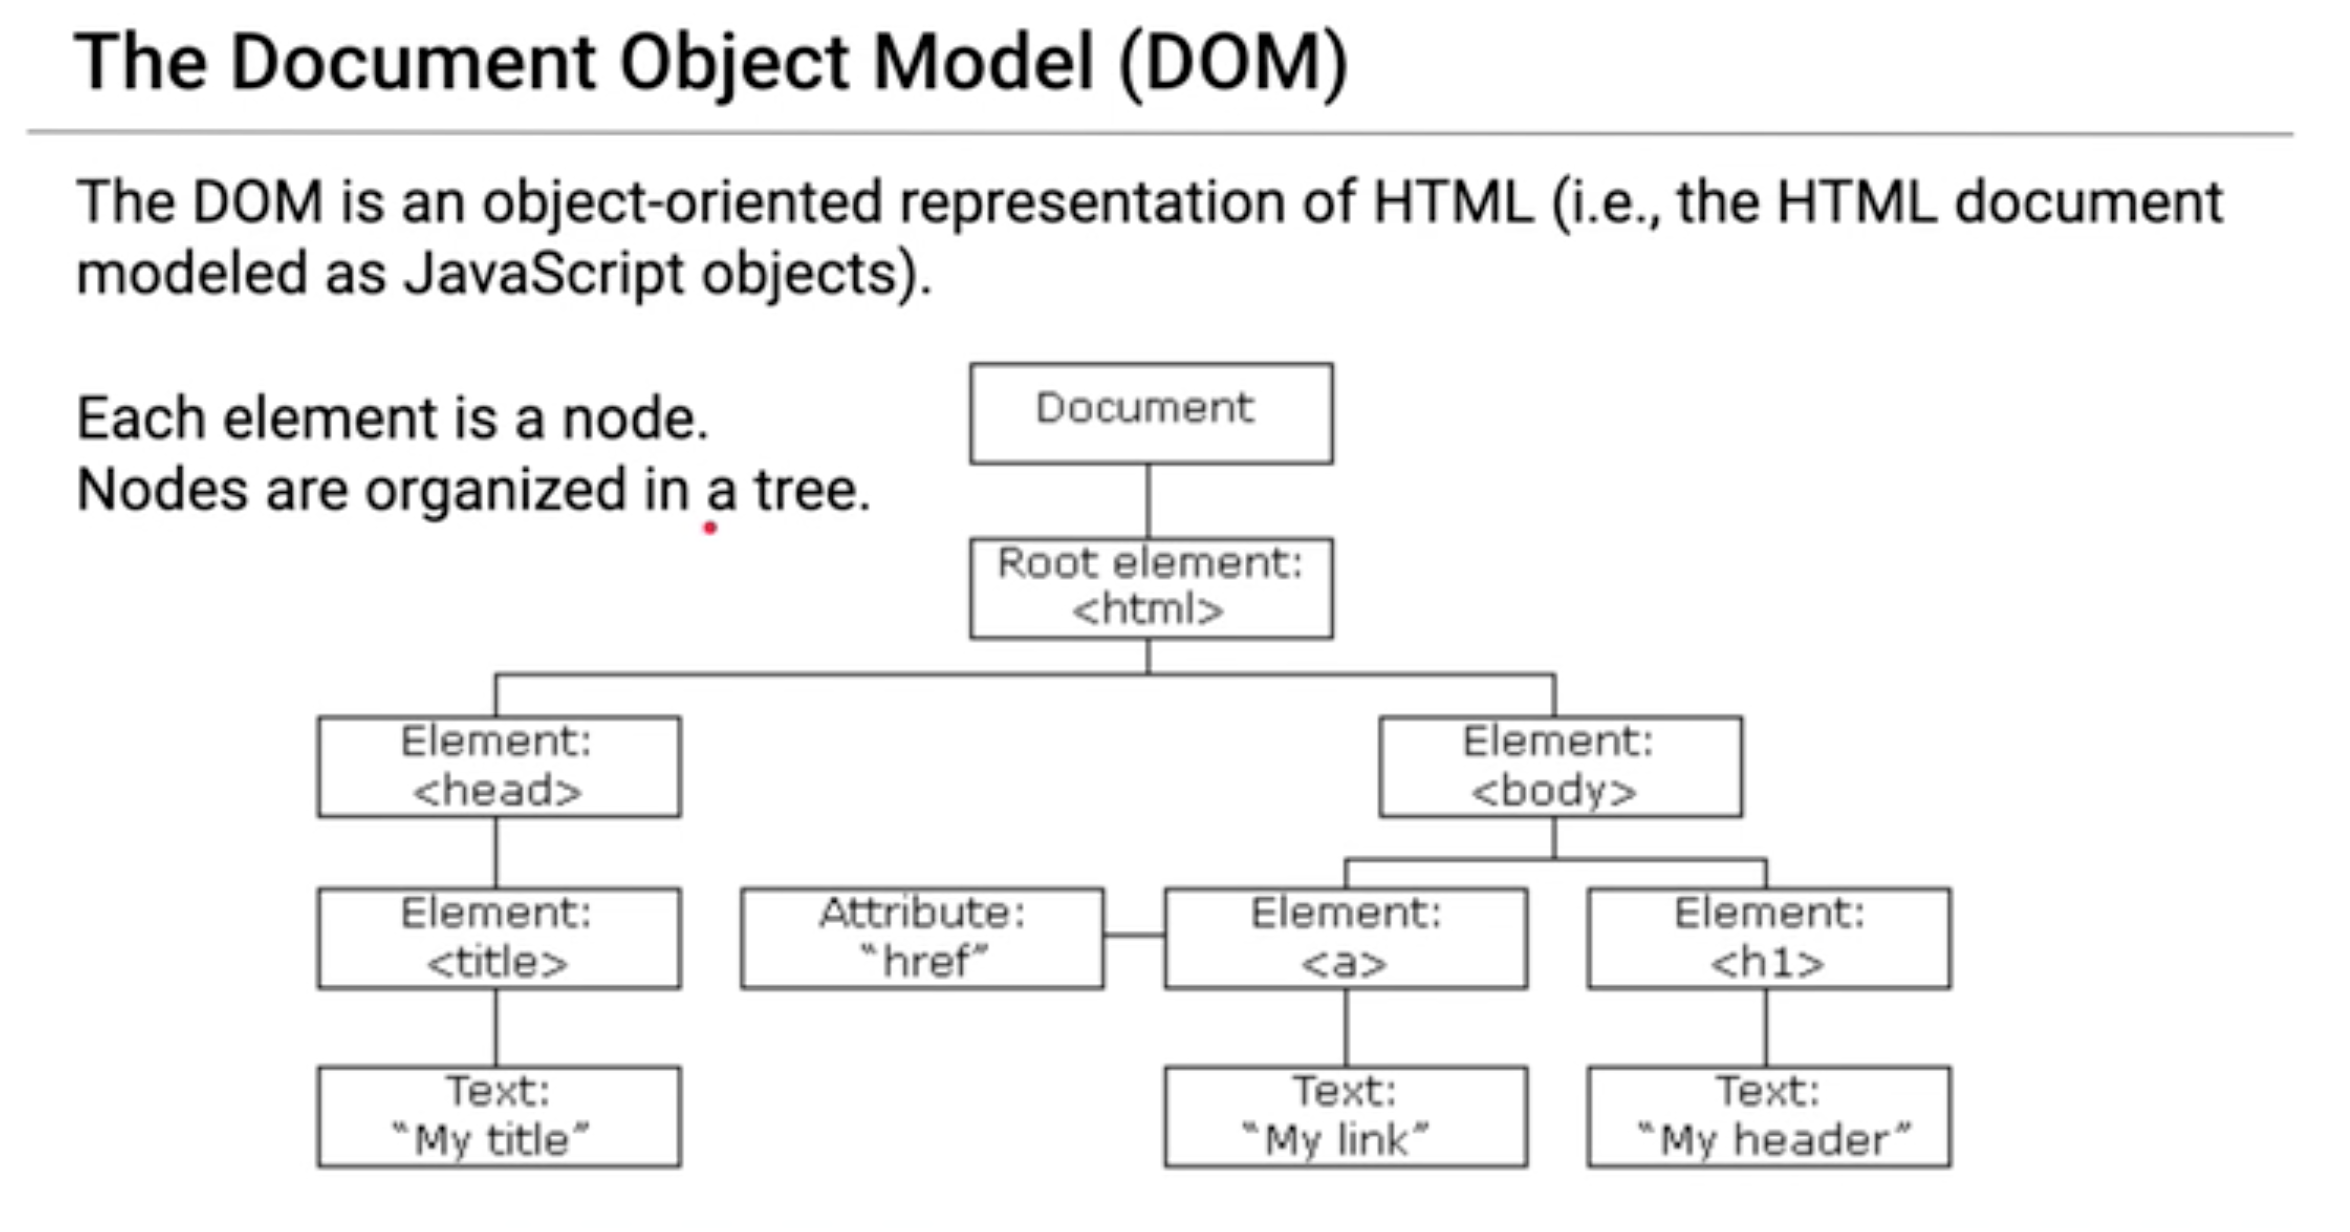 The Document Object Model (DOM)
The DOM is an object-oriented representation of HTML (i.e., the HTML document
modeled as JavaScript objects).
Each element is a node.
Nodes are organized in a tree.
Document
Root element:
<html>
Element:
<head>
Element:
<body>
Element:
<title>
Attribute:
“href”
Element:
<a>
Element:
<h1>
Text:
“My title”
Text:
“My link”
Text:
“My header”